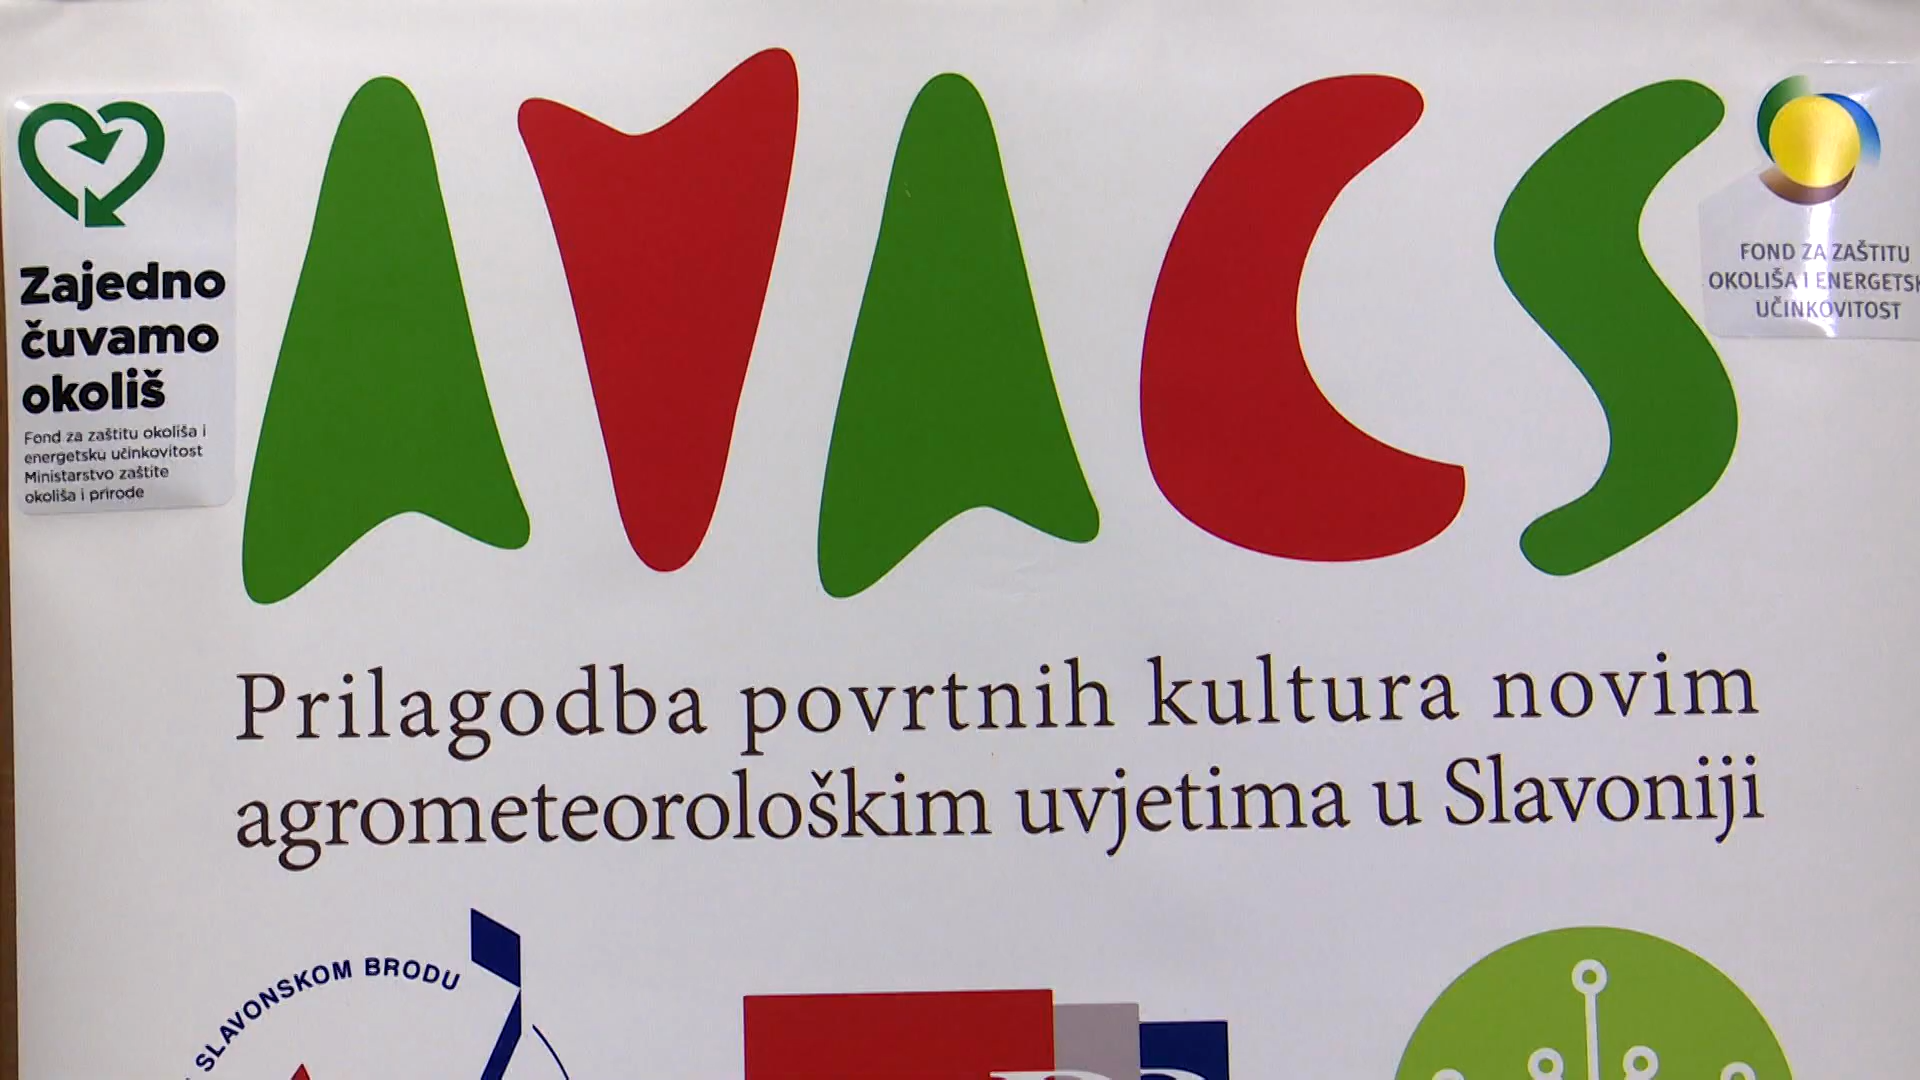 AVACS
Zajedno
čuvamo
okoliš
Fond za zaštitu okoliša i
energetsku učinkovitost
Ministarstvo zaštite
okoliša i prirode
FOND ZA ZAŠTITU
OKOLIŠA I
UČINKOVITOST
Prilagodba povrtnih kultura novim
agrometeorološkim uvjetima u Slavoniji
SLAVONSKOM BRODU